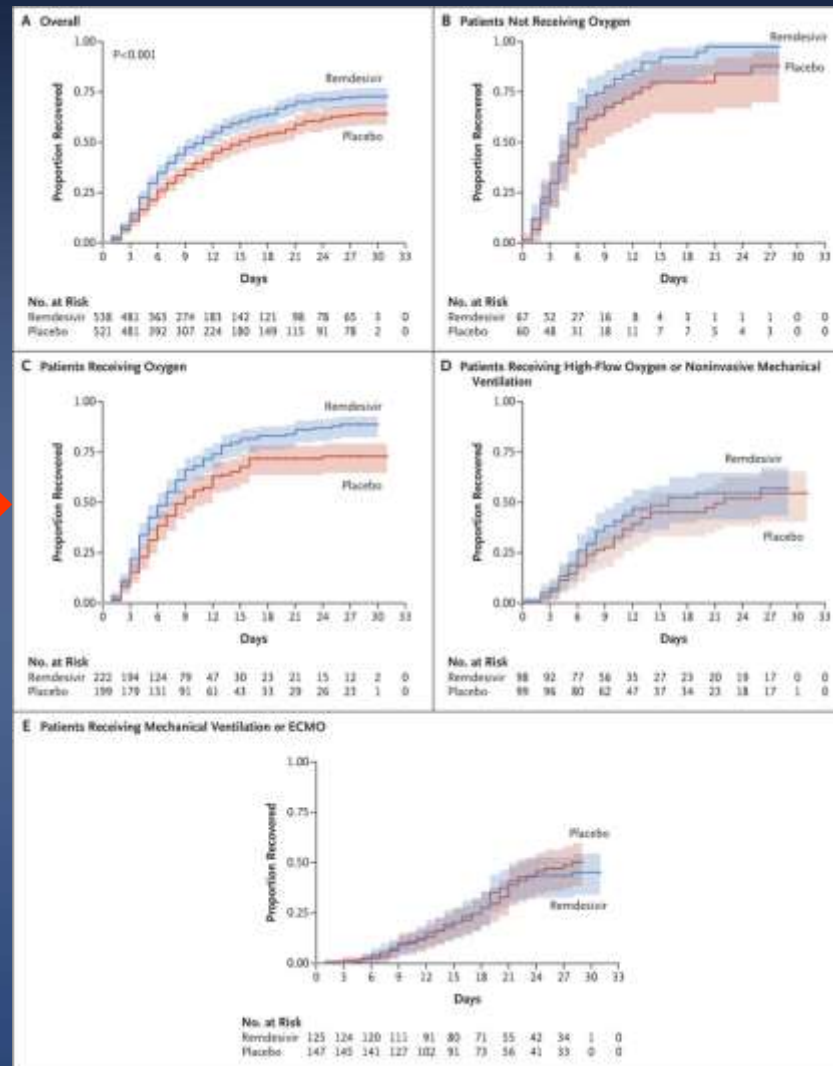 A Overall
1.00
0.75
0.50
0.25
0.00
Proportion Recovered
P<0.001
Remdesivir
Placebo
0 3 6 9 12 15 18 21 24 27 30 33
Days
No. at Risk
Remdesivir 538 481 363 274 183 142 121 98 78 65 3 0
Placebo 521 481 392 307 224 180 149 115 91 78 2 0
B Patients Not Receiving Oxygen
1.00
0.75
0.50
0.25
0.00
Proportion Recovered
Remdesivir
Placebo
0 3 6 9 12 15 18 21 24 27 30 33
Days
No. at Risk
Remdesivir 67 52 27 16 8 4 3 1 1 1 0 0
Placebo 60 48 31 18 11 7 7 5 4 3 0 0
C Patients Receiving Oxygen
1.00
0.75
0.50
0.25
0.00
Proportion Recovered
Remdesivir
Placebo
0 3 6 9 12 15 18 21 24 27 30 33
Days
No. at Risk
Remdesivir 222 194 124 79 47 30 23 21 15 12 2 0
Placebo 199 179 131 91 61 43 33 29 26 23 1 0
D Patients Receiving High-Flow Oxygen or Noninvasive Mechanical
Ventilation
1.00
0.75
0.50
0.25
0.00
Proportion Recovered
Remdesivir
Placebo
0 3 6 9 12 15 18 21 24 27 30 33
Days
No. at Risk
Remdesivir 98 92 77 56 35 27 23 20 19 17 0 0
Placebo 99 96 80 62 47 37 34 23 18 17 1 0
E Patients Receiving Mechanical Ventilation or ECMO
1.00
0.75
0.50
0.25
0.00
Proportion Recovered
Placebo
Remdesivir
0 3 6 9 12 15 18 21 24 27 30 33
Days
No. at Risk
Remdesivir 125 124 120 111 91 80 71 55 42 34 1 0
Placebo 147 145 141 127 102 91 73 56 41 33 0 0